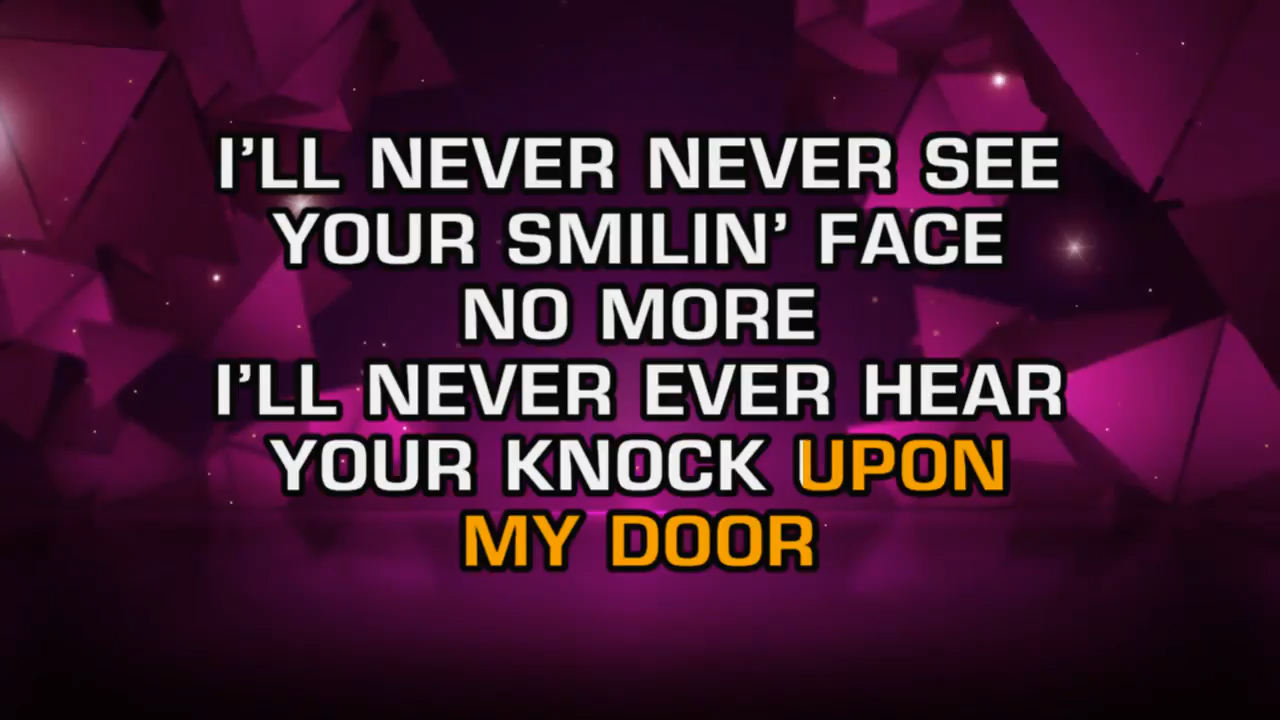 I'LL NEVER NEVER SEE
YOUR SMILIN' FACE
NO MORE
I'LL NEVER EVER HEAR
YOUR KNOCK UPON
MY DOOR